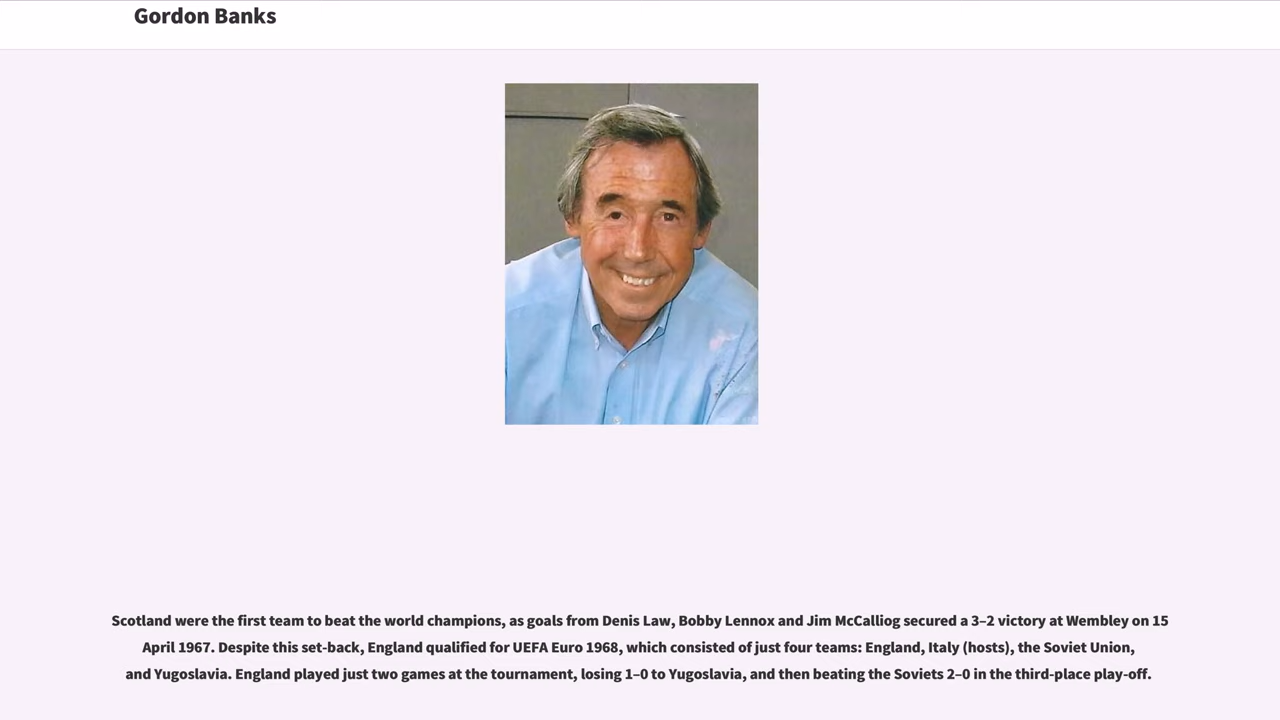 Gordon Banks
Scotland were the first team to beat the world champions, as goals from Denis Law, Bobby Lennox and Jim McCalliog secured a 3–2 victory at Wembley on 15
April 1967. Despite this set-back, England qualified for UEFA Euro 1968, which consisted of just four teams: England, Italy (hosts), the Soviet Union,
and Yugoslavia. England played just two games at the tournament, losing 1–0 to Yugoslavia, and then beating the Soviets 2–0 in the third-place play-off.